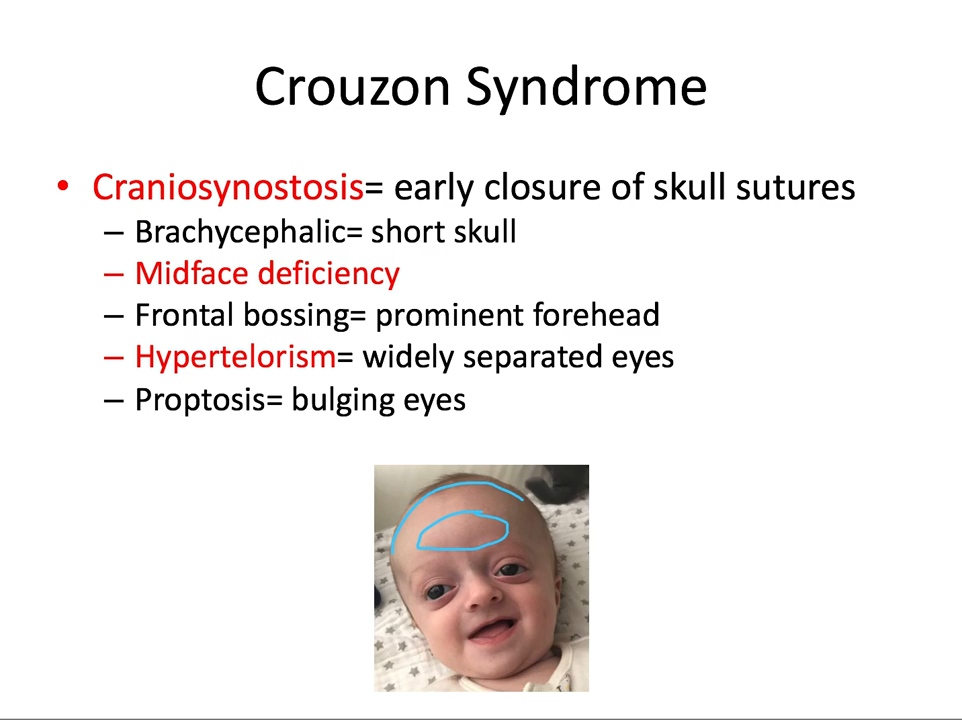 Crouzon Syndrome
• Craniosynostosis= early closure of skull sutures
– Brachycephalic= short skull
– Midface deficiency
– Frontal bossing= prominent forehead
– Hypertelorism= widely separated eyes
– Proptosis= bulging eyes